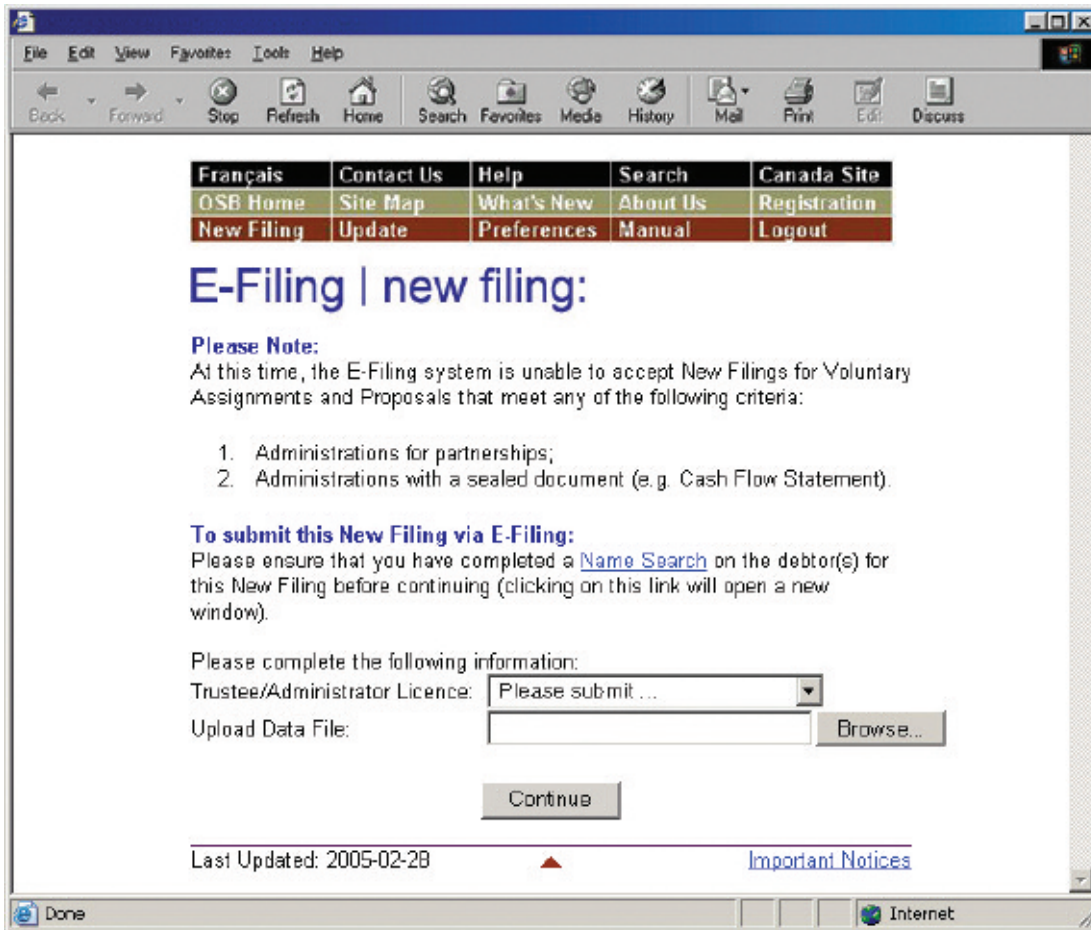 File Edit View Favorites Tools Help
Back Forward Stop Refresh Home Search Favorites Media History Mail Print Edit Discuss
Français Contact Us Help Search Canada Site
OSB Home Site Map What's New About Us Registration
New Filing Update Preferences Manual Logout
E-Filing | new filing:
Please Note:
At this time, the E-Filing system is unable to accept New Filings for Voluntary
Assignments and Proposals that meet any of the following criteria:
1. Administrations for partnerships;
2. Administrations with a sealed document (e.g. Cash Flow Statement).
To submit this New Filing via E-Filing:
Please ensure that you have completed a Name Search on the debtor(s) for
this New Filing before continuing (clicking on this link will open a new
window).
Please complete the following information:
Trustee/Administrator Licence: Please submit ...
Upload Data File: Browse...
Continue
Last Updated: 2005-02-28 Important Notices
Done Internet